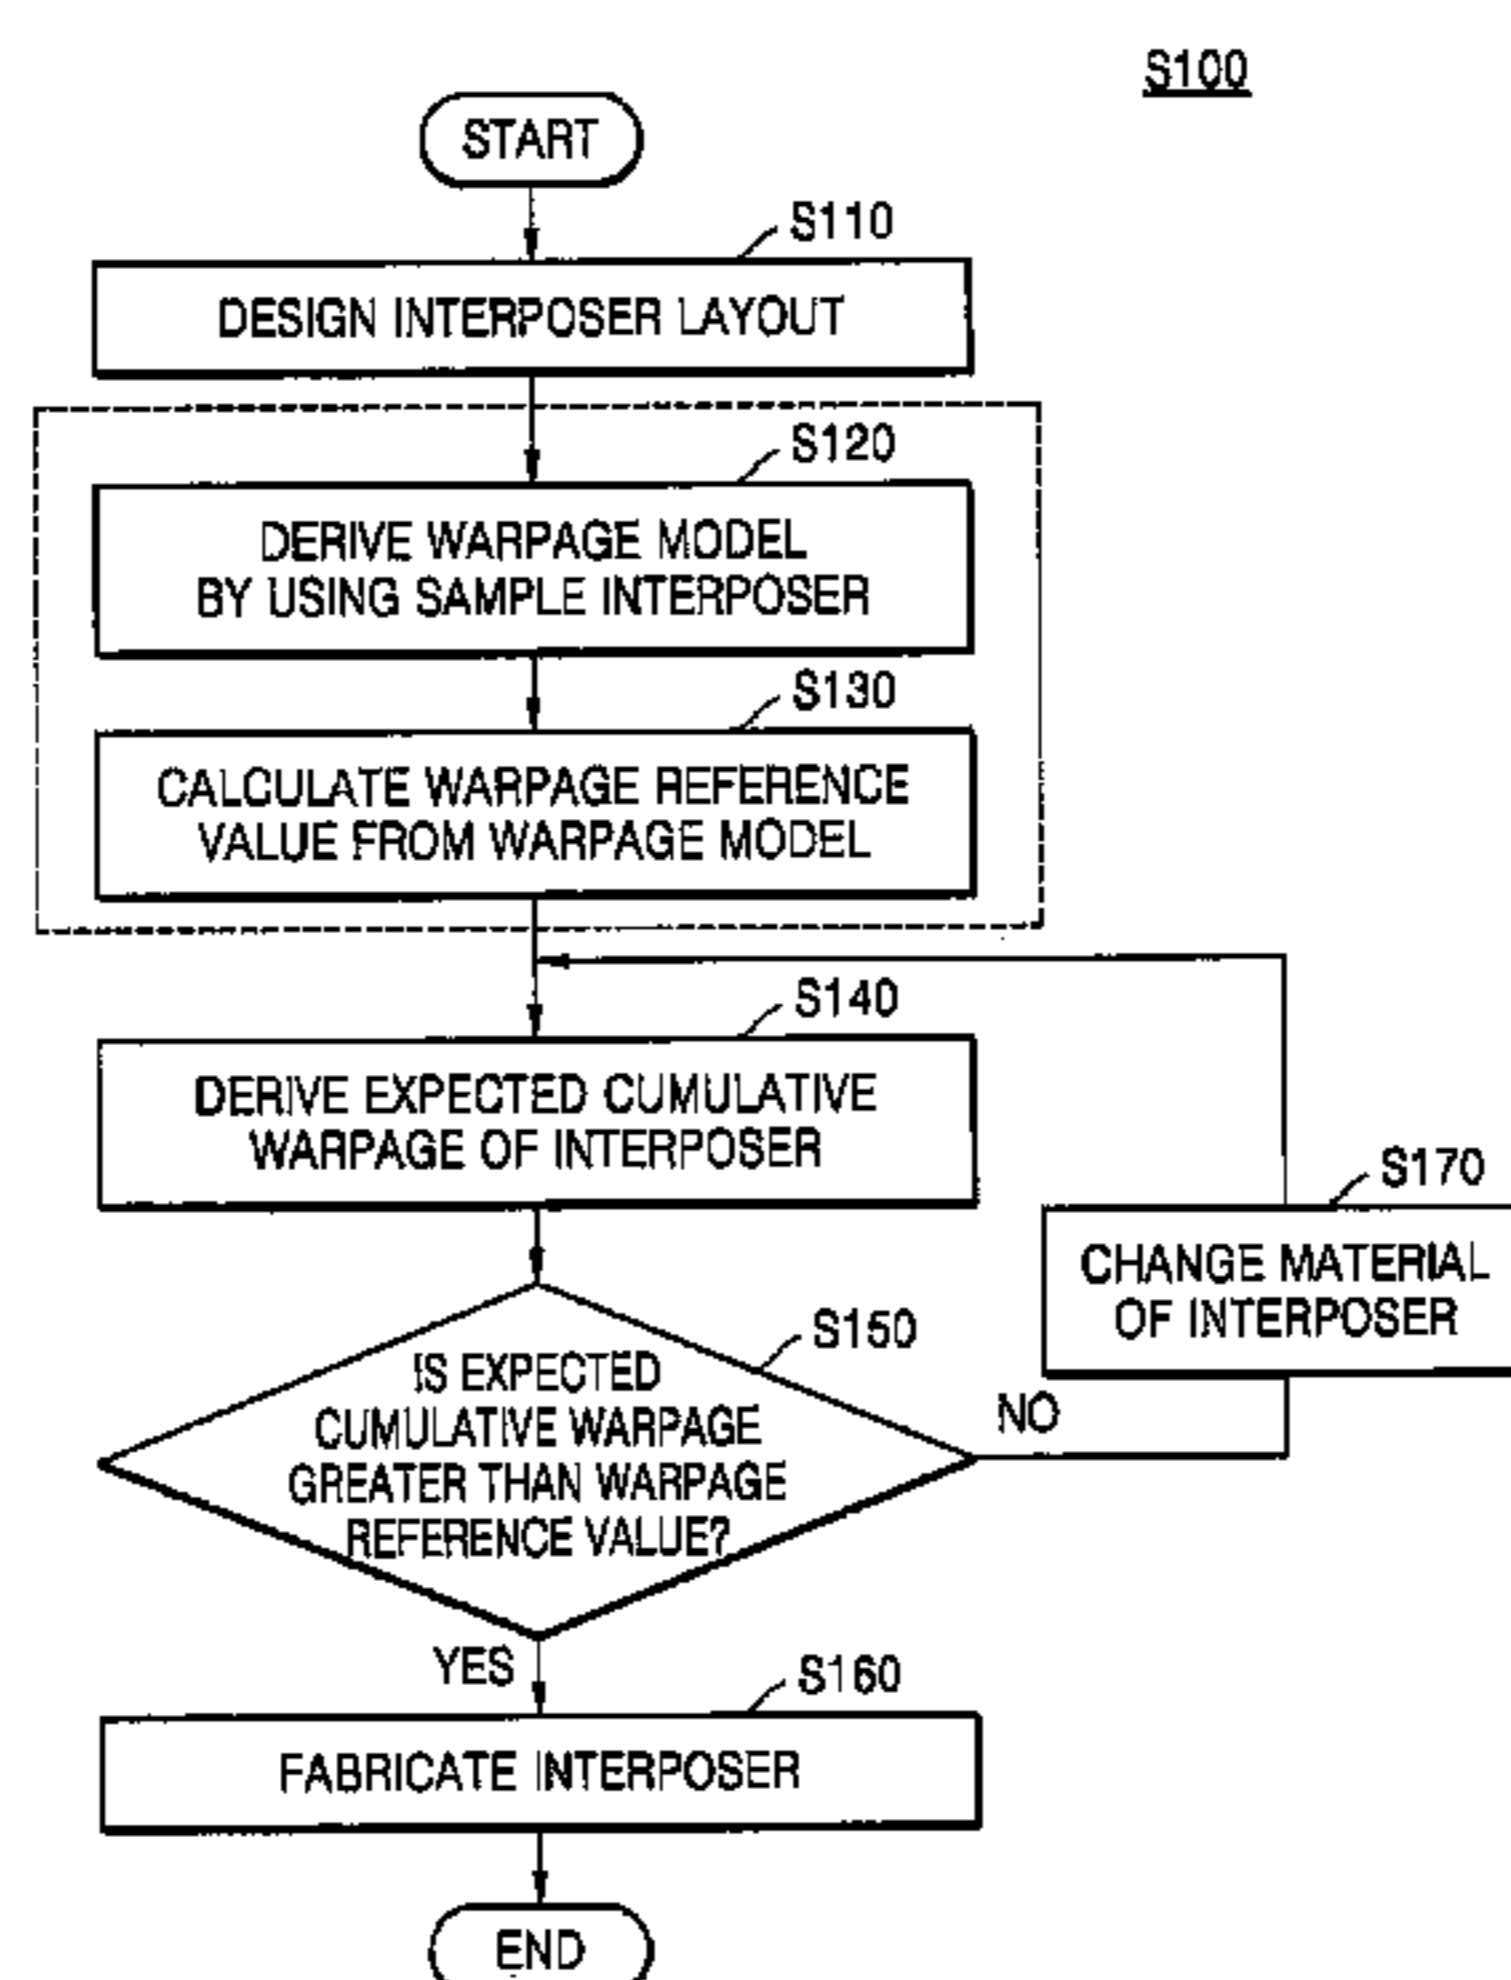 S100
START
S110
DESIGN INTERPOSER LAYOUT
S120
DERIVE WARPAGE MODEL
BY USING SAMPLE INTERPOSER
S130
CALCULATE WARPAGE REFERENCE
VALUE FROM WARPAGE MODEL
S140
DERIVE EXPECTED CUMULATIVE
WARPAGE OF INTERPOSER
S170
CHANGE MATERIAL
OF INTERPOSER
S150
IS EXPECTED
CUMULATIVE WARPAGE
GREATER THAN WARPAGE
REFERENCE VALUE?
NO
YES
S160
FABRICATE INTERPOSER
END